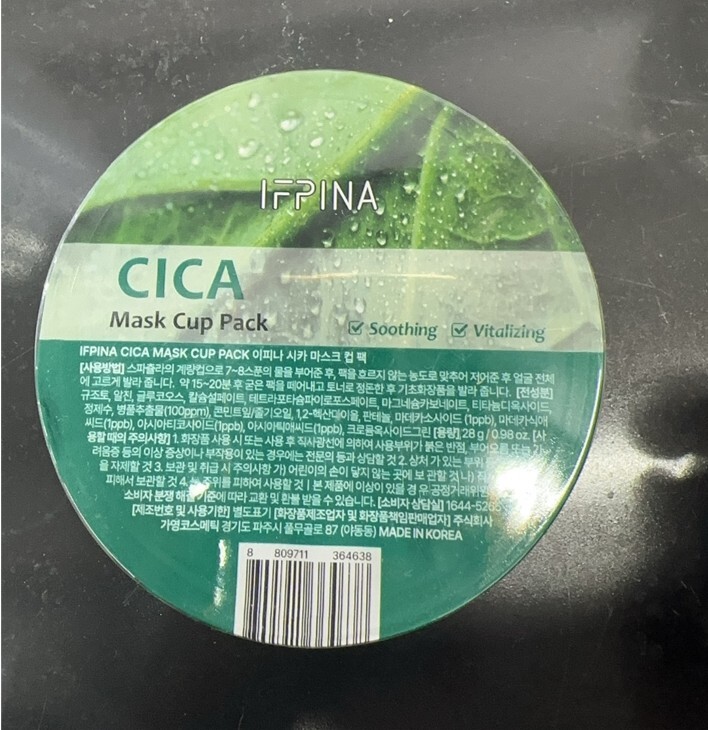 IFPINA
CICA
Mask Cup Pack
Soothing
Vitalizing
IFPINA CICA MASK CUP PACK 이피나 시카 마스크 컵 팩
[사용방법] 스파츌라의 계량컵으로 7~8스푼의 물을 부어준 후, 팩을 흐르지 않는 농도로 맞추어 저어준 후 얼굴 전체
에 고르게 발라 줍니다. 약 15~20분 후 굳은 팩을 떼어내고 토너로 정돈한 후 기초화장품을 발라 줍니다. [전성분]
규조토, 알진, 글루코오스, 칼슘설페이트, 테트라포타슘파이로포스페이트, 마그네슘카보네이트, 티타늄디옥사이드,
정제수, 병풀추출물(100ppm), 콘민트잎/줄기오일, 1,2-헥산다이올, 판테놀, 마데카소사이드 (1ppb), 마데카식애
씨드(1ppb), 아시아티코사이드(1ppb), 아시아틱애씨드(1ppb), 크로뮴옥사이드그린 [용량] 28 g / 0.98 oz. [사
용할 때의 주의사항] 1. 화장품 사용 시 또는 사용 후 직사광선에 의하여 사용부위가 붉은 반점, 부어오름 또는 가
려움증 등의 이상 증상이나 부작용이 있는 경우에는 전문의 등과 상담할 것 2. 상처가 있는 부위
을 자제할 것 3. 보관 및 취급 시 주의사항 가) 어린이의 손이 닿지 않는 곳에 보관할 것 나)
피해서 보관할 것 4. 눈 주위를 피하여 사용할 것 | 본 제품에 이상이 있을 경우 공정거래위원
소비자 분쟁 해결 기준에 따라 교환 및 환불 받을 수 있습니다. [소비자 상담실]
[제조번호 및 사용기한] 별도표기 [화장품제조업자 및 화장품책임판매업자] 주식회사
가영코스메틱 경기도 파주시 풀무골로 87 (야동동) MADE IN KOREA
8 809711 364638